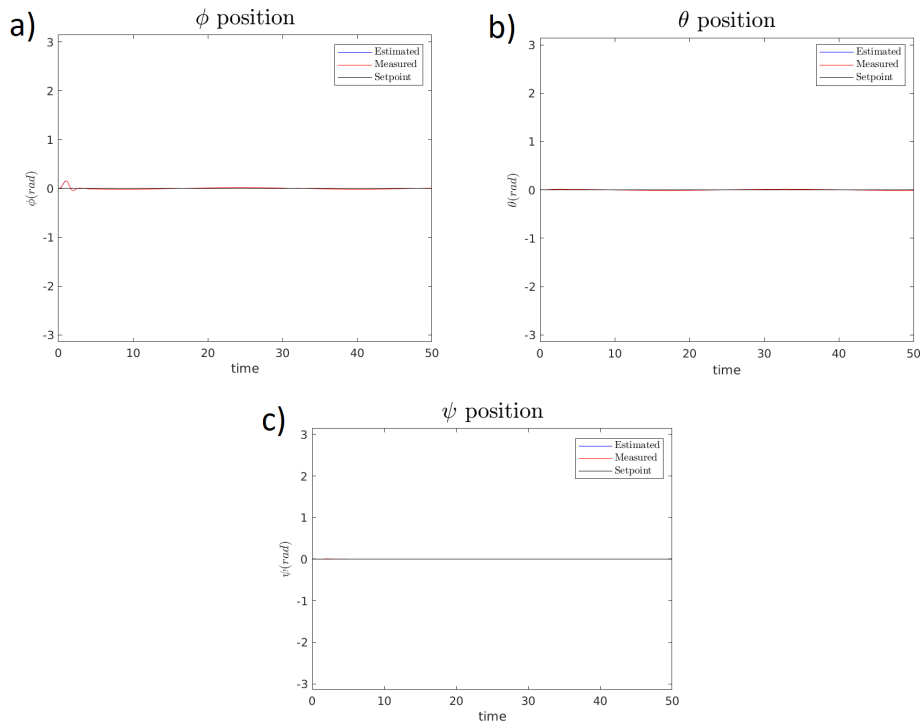 a)
ϕ position
Estimated
Measured
Setpoint
3
2
1
0
-1
-2
-3
ϕ(rad)
0 10 20 30 40 50
time
b)
θ position
Estimated
Measured
Setpoint
3
2
1
0
-1
-2
-3
θ(rad)
0 10 20 30 40 50
time
c)
ψ position
Estimated
Measured
Setpoint
3
2
1
0
-1
-2
-3
ψ(rad)
0 10 20 30 40 50
time